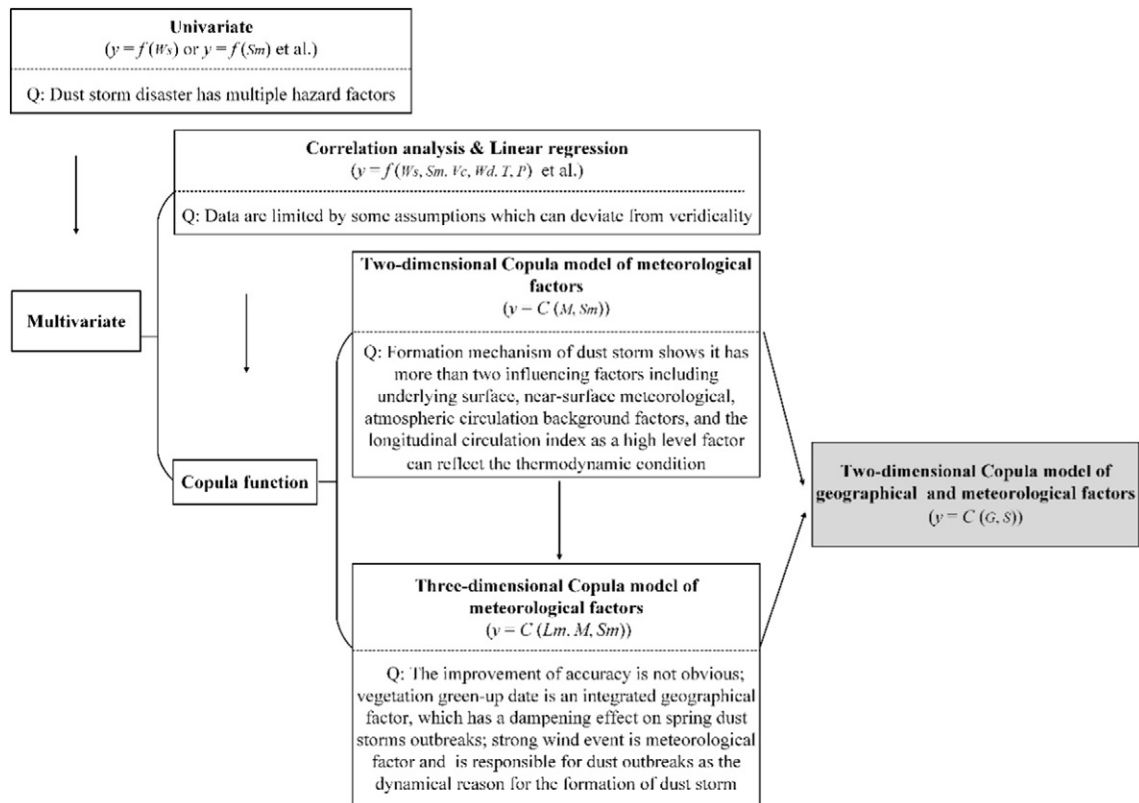 Univariate
(y = f (Ws) or y = f (Sm) et al.)
Q: Dust storm disaster has multiple hazard factors
Correlation analysis & Linear regression
(y = f (Ws, Sm. Vc, Wd. T, P) et al.)
Q: Data are limited by some assumptions which can deviate from veridicality
Multivariate
Two-dimensional Copula model of meteorological
factors
(y – C (M, Sm))
Q: Formation mechanism of dust storm shows it has
more than two influencing factors including
underlying surface, near-surface meteorological,
atmospheric circulation background factors, and the
longitudinal circulation index as a high level factor
can reflect the thermodynamic condition
Copula function
Two-dimensional Copula model of
geographical and meteorological factors
(y = C (G, S))
Three-dimensional Copula model of
meteorological factors
(y – C (Lm. M, Sm))
Q: The improvement of accuracy is not obvious;
vegetation green-up date is an integrated geographical
factor, which has a dampening effect on spring dust
storms outbreaks; strong wind event is meteorological
factor and is responsible for dust outbreaks as the
dynamical reason for the formation of dust storm